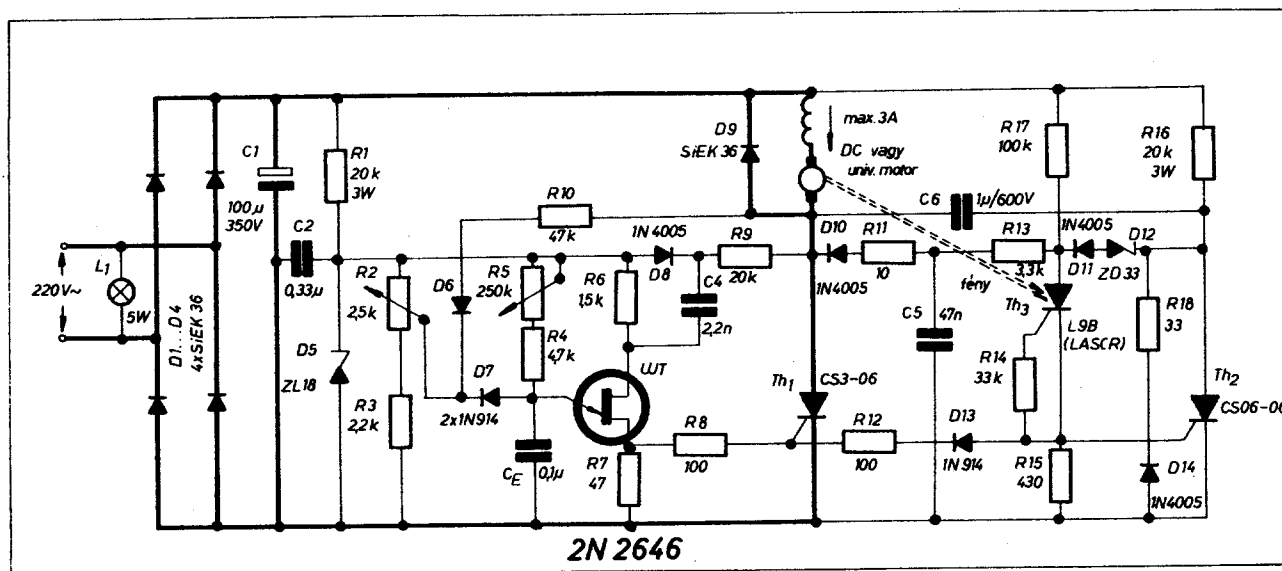 220V~
L1
5W
D1...D4
4xSiEK 36
C1
100µ
350V
C2
0,33µ
R1
20k
3W
R2
2,5k
D5
ZL18
R3
2,2k
D6
R10
47k
D7
2x1N914
R5
250k
R4
4,7k
CE
0,1µ
R6
1,5k
UJT
R7
47
1N4005
D8
C4
2,2n
R9
20k
R8
100
D9
SiEK 36
max. 3A
DC vagy
univ. motor
D10
1N4005
R11
10
Th1
CS3-06
R12
100
C5
47n
C6
1µ/600V
R13
3,3k
fény
Th3
L9B
(LASCR)
R14
33k
D13
1N914
R15
430
R17
100k
1N4005
D11
D12
ZD33
R16
20k
3W
R18
33
Th2
D14
1N4005
2N 2646